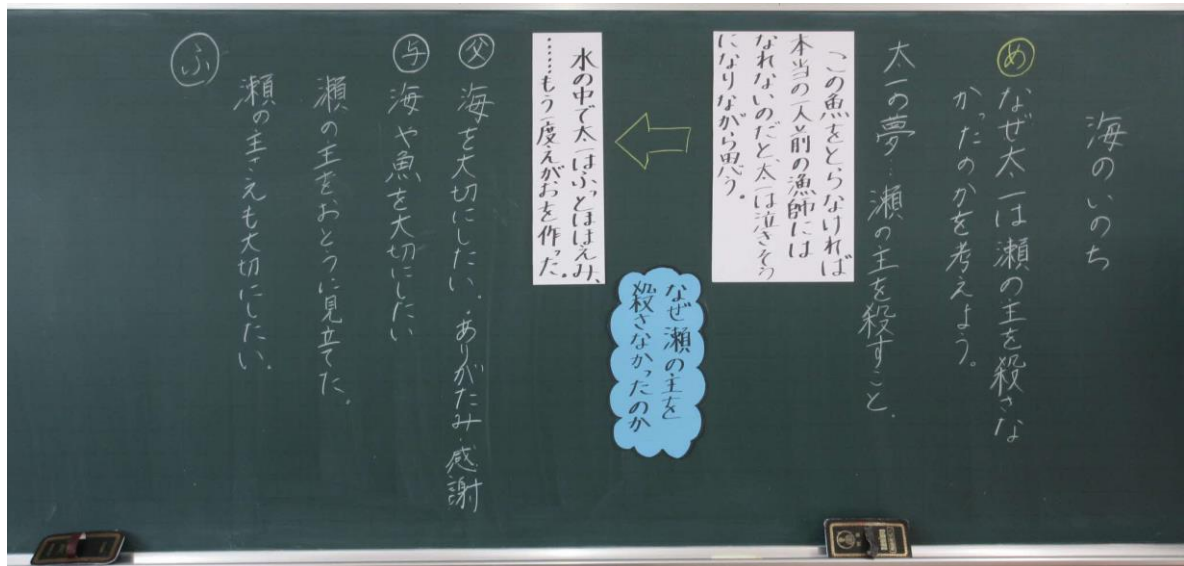 海のいのち
め
なぜ太一は瀬の主を殺さな
かったのかを考えよう。
太一の夢…瀬の主を殺すこと.
この魚をとらなければ
本当の一人前の漁師には
なれないのだと、太一は泣きそう
になりながら思う。
なぜ瀬の主を
殺さなかったのか
水の中で太一はふっとほほえみ、
……もう一度えがおを作った。
父 海を大切にしたい.ありがたみ・感謝
与 海や魚を大切にしたい
瀬の主をおとうに見立てた.
瀬の主さえも大切にしたい.
ふ